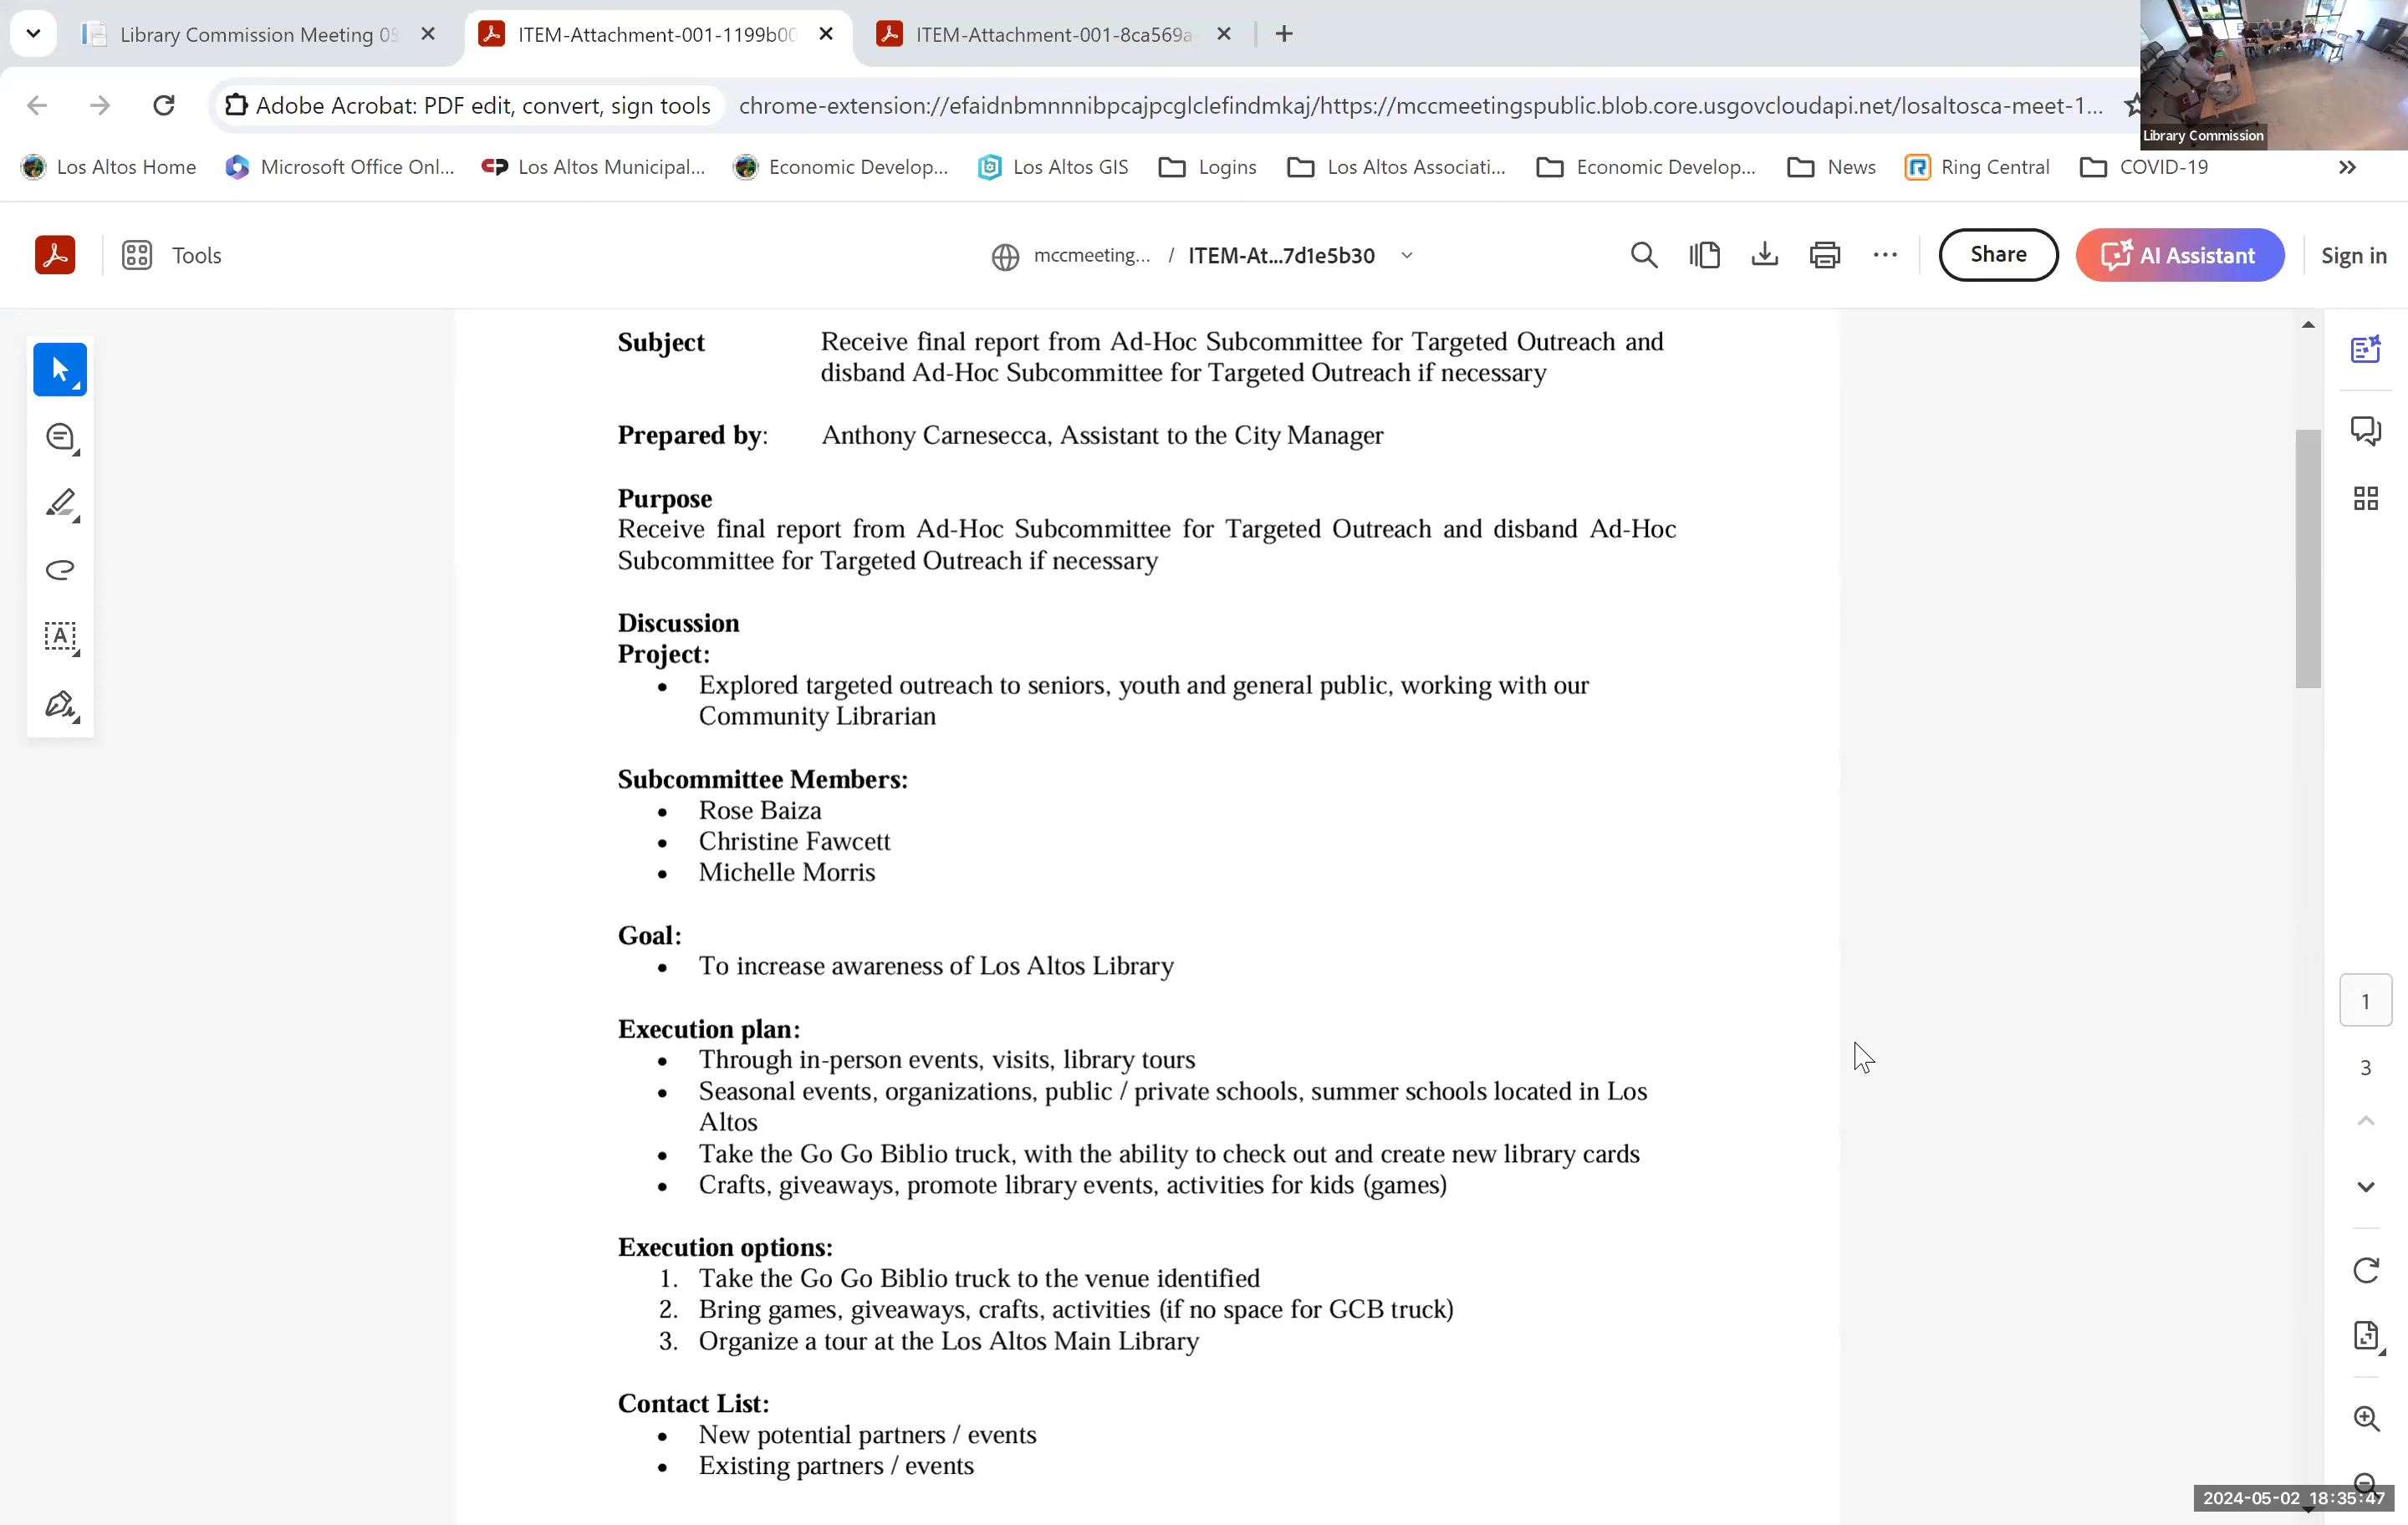 Library Commission Meeting 05
ITEM-Attachment-001-1199b00
ITEM-Attachment-001-8ca569a
Adobe Acrobat: PDF edit, convert, sign tools
chrome-extension://efaidnbmnnnibpcajpcglclefindmkaj/https://mccmeetingspublic.blob.core.usgovcloudapi.net/losaltosca-meet-1...
Library Commission
Los Altos Home
Microsoft Office Onl...
Los Altos Municipal...
Economic Develop...
Los Altos GIS
Logins
Los Altos Associati...
Economic Develop...
News
Ring Central
COVID-19
Tools
mccmeeting... / ITEM-At...7d1e5b30
Share
AI Assistant
Sign in
Subject Receive final report from Ad-Hoc Subcommittee for Targeted Outreach and
disband Ad-Hoc Subcommittee for Targeted Outreach if necessary
Prepared by: Anthony Carnesecca, Assistant to the City Manager
Purpose
Receive final report from Ad-Hoc Subcommittee for Targeted Outreach and disband Ad-Hoc
Subcommittee for Targeted Outreach if necessary
Discussion
Project:
• Explored targeted outreach to seniors, youth and general public, working with our
Community Librarian
Subcommittee Members:
• Rose Baiza
• Christine Fawcett
• Michelle Morris
Goal:
• To increase awareness of Los Altos Library
Execution plan:
• Through in-person events, visits, library tours
• Seasonal events, organizations, public / private schools, summer schools located in Los
Altos
• Take the Go Go Biblio truck, with the ability to check out and create new library cards
• Crafts, giveaways, promote library events, activities for kids (games)
Execution options:
1. Take the Go Go Biblio truck to the venue identified
2. Bring games, giveaways, crafts, activities (if no space for GCB truck)
3. Organize a tour at the Los Altos Main Library
Contact List:
• New potential partners / events
• Existing partners / events
1
3
2024-05-02 18:35:47